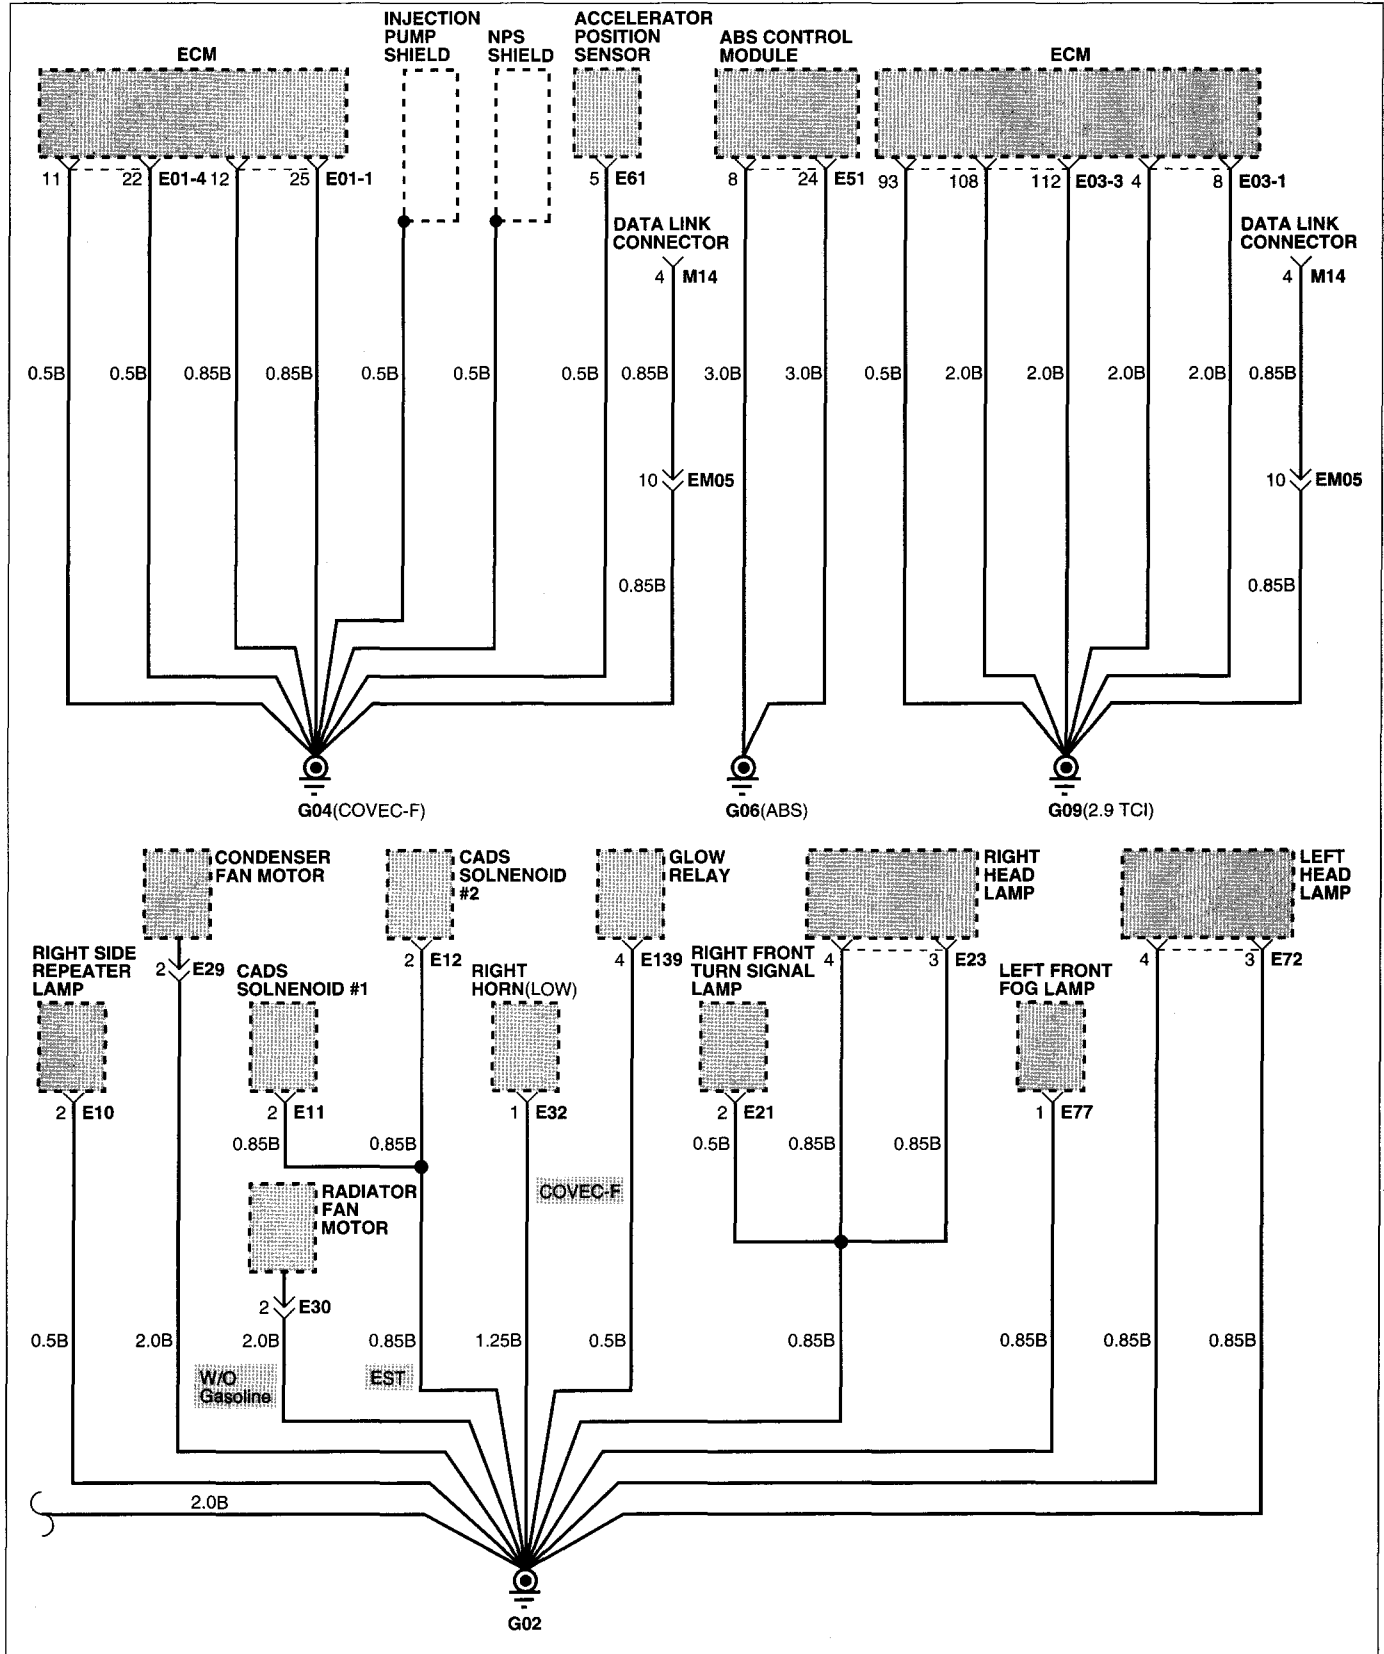 ECM
INJECTION
PUMP
SHIELD
NPS
SHIELD
ACCELERATOR
POSITION
SENSOR
ABS CONTROL
MODULE
ECM
11 22 E01-4 12 25 E01-1
5 E61
8 24 E51
93 108 112 E03-3 4 8 E03-1
DATA LINK
CONNECTOR
4 M14
DATA LINK
CONNECTOR
4 M14
0.5B 0.5B 0.85B 0.85B 0.5B 0.5B 0.5B 0.85B 3.0B 3.0B 0.5B 2.0B 2.0B 2.0B 2.0B 0.85B
10 EM05
10 EM05
0.85B
0.85B
G04(COVEC-F)
G06(ABS)
G09(2.9 TCI)
CONDENSER
FAN MOTOR
CADS
SOLNENOID
#2
GLOW
RELAY
RIGHT
HEAD
LAMP
LEFT
HEAD
LAMP
RIGHT SIDE
REPEATER
LAMP
2 E29
CADS
SOLNENOID #1
2 E12
RIGHT
HORN(LOW)
4 E139
RIGHT FRONT
TURN SIGNAL
LAMP
4 3 E23
LEFT FRONT
FOG LAMP
4 3 E72
2 E10
2 E11
1 E32
2 E21
1 E77
0.85B 0.85B 0.5B 0.85B 0.85B
COVEC-F
RADIATOR
FAN
MOTOR
2 E30
0.5B 2.0B 2.0B 0.85B 1.25B 0.5B 0.85B 0.85B 0.85B 0.85B
W/O
Gasoline
EST
2.0B
G02